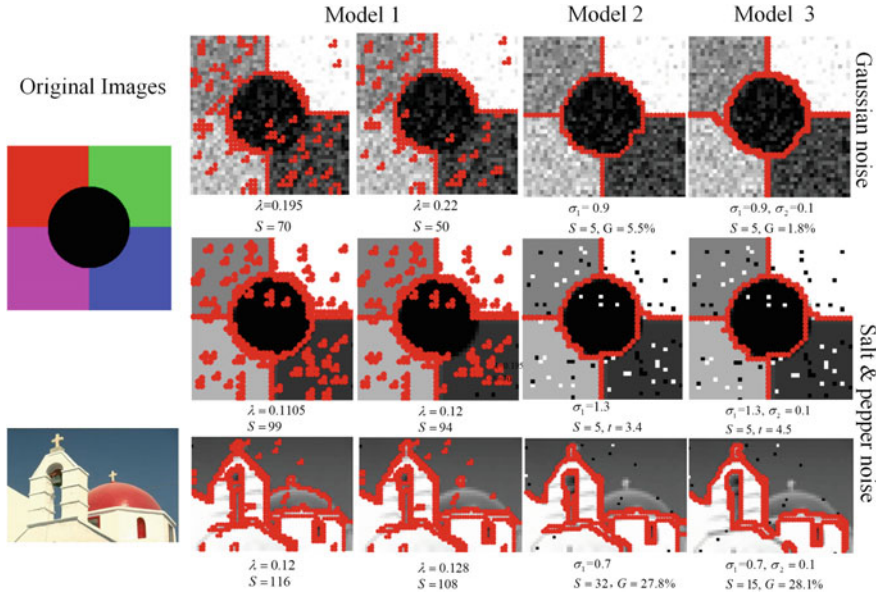 Model 1
Model 2
Model 3
Original Images
Gaussian noise
λ=0.195
S = 70
λ = 0.22
S = 50
σ₁= 0.9
S = 5, G = 5.5%
σ₁=0.9, σ₂=0.1
S = 5, G = 1.8%
Salt & pepper noise
λ = 0.1105
S = 99
λ = 0.12
S = 94
σ₁=1.3
S = 5, t = 3.4
σ₁=1.3, σ₂ = 0.1
S = 5, t = 4.5
λ = 0.12
S = 116
λ = 0.128
S = 108
σ₁=0.7
S = 32 , G = 27.8%
σ₁=0.7, σ₂ = 0.1
S = 15, G = 28.1%